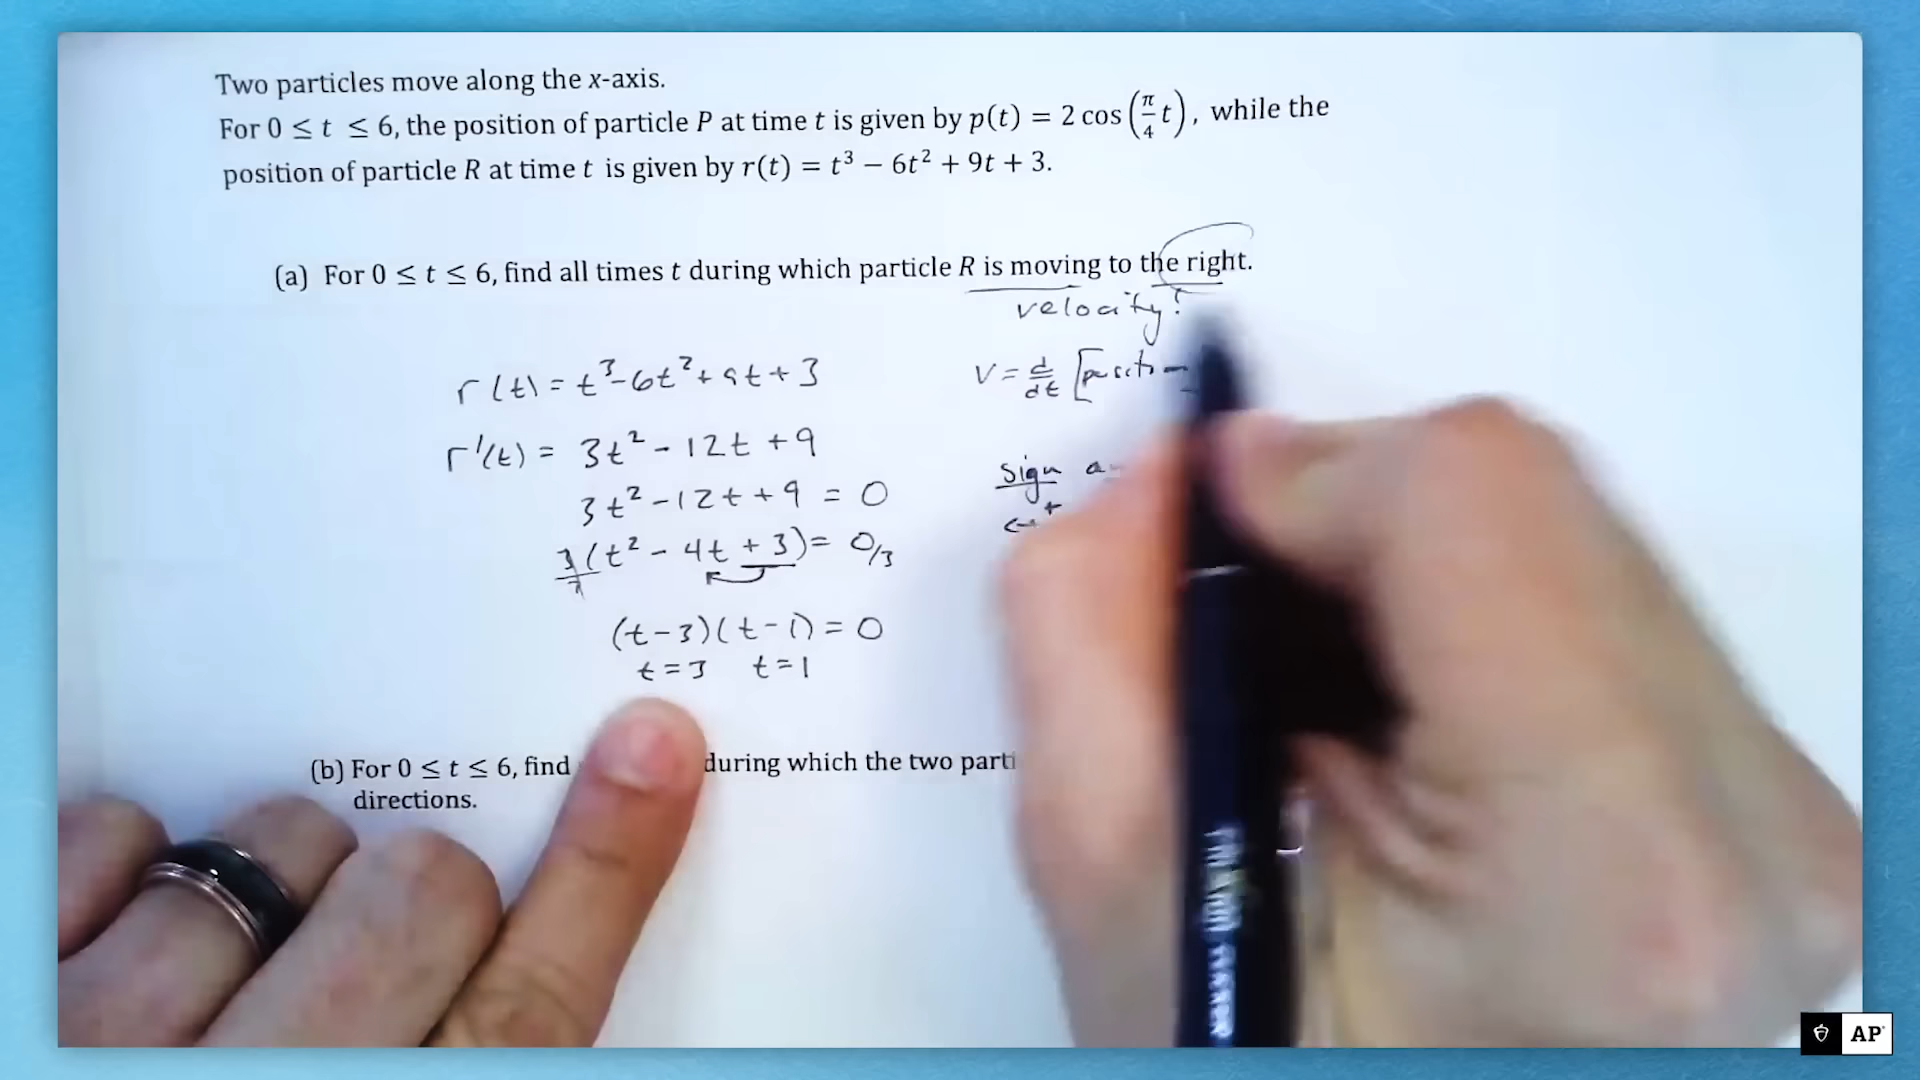 Two particles move along the x-axis.
For 0 ≤ t ≤ 6, the position of particle P at time t is given by p(t) = 2 cos(π/4 t), while the
position of particle R at time t is given by r(t) = t³ − 6t² + 9t + 3.
(a) For 0 ≤ t ≤ 6, find all times t during which particle R is moving to the right.
velocity!
r(t) = t³ - 6t² + 9t + 3
v = d/dt [position
r'(t) = 3t² - 12t + 9
sign
3t² - 12t + 9 = 0
3/3 (t² - 4t + 3) = 0/3
(t - 3)(t - 1) = 0
t = 3 t = 1
(b) For 0 ≤ t ≤ 6, find during which the two
directions.
AP